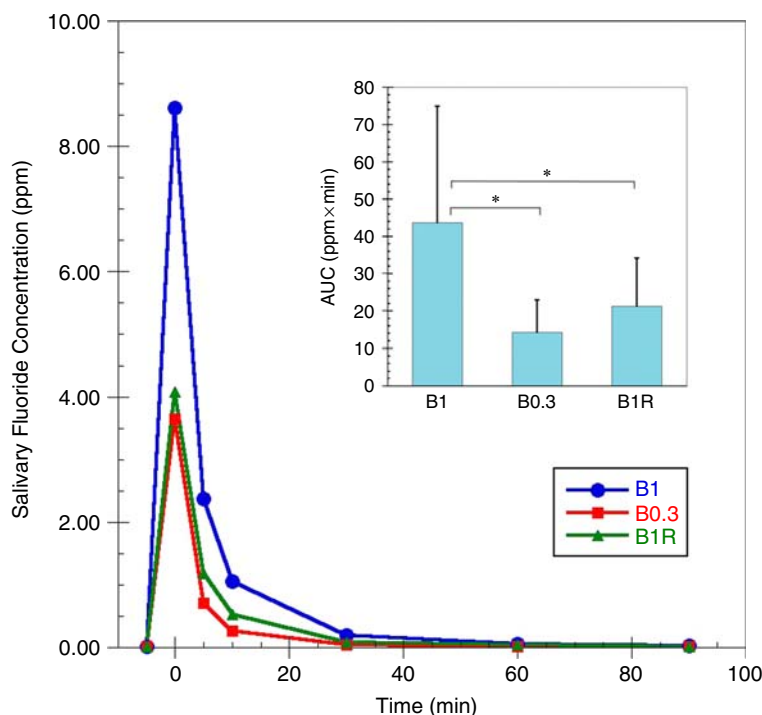 10.00
8.00
6.00
4.00
2.00
0.00
Salivary Fluoride Concentration (ppm)
0
20
40
60
80
100
Time (min)
80
70
60
50
40
30
20
10
0
AUC (ppm×min)
*
*
B1
B0.3
B1R
B1
B0.3
B1R